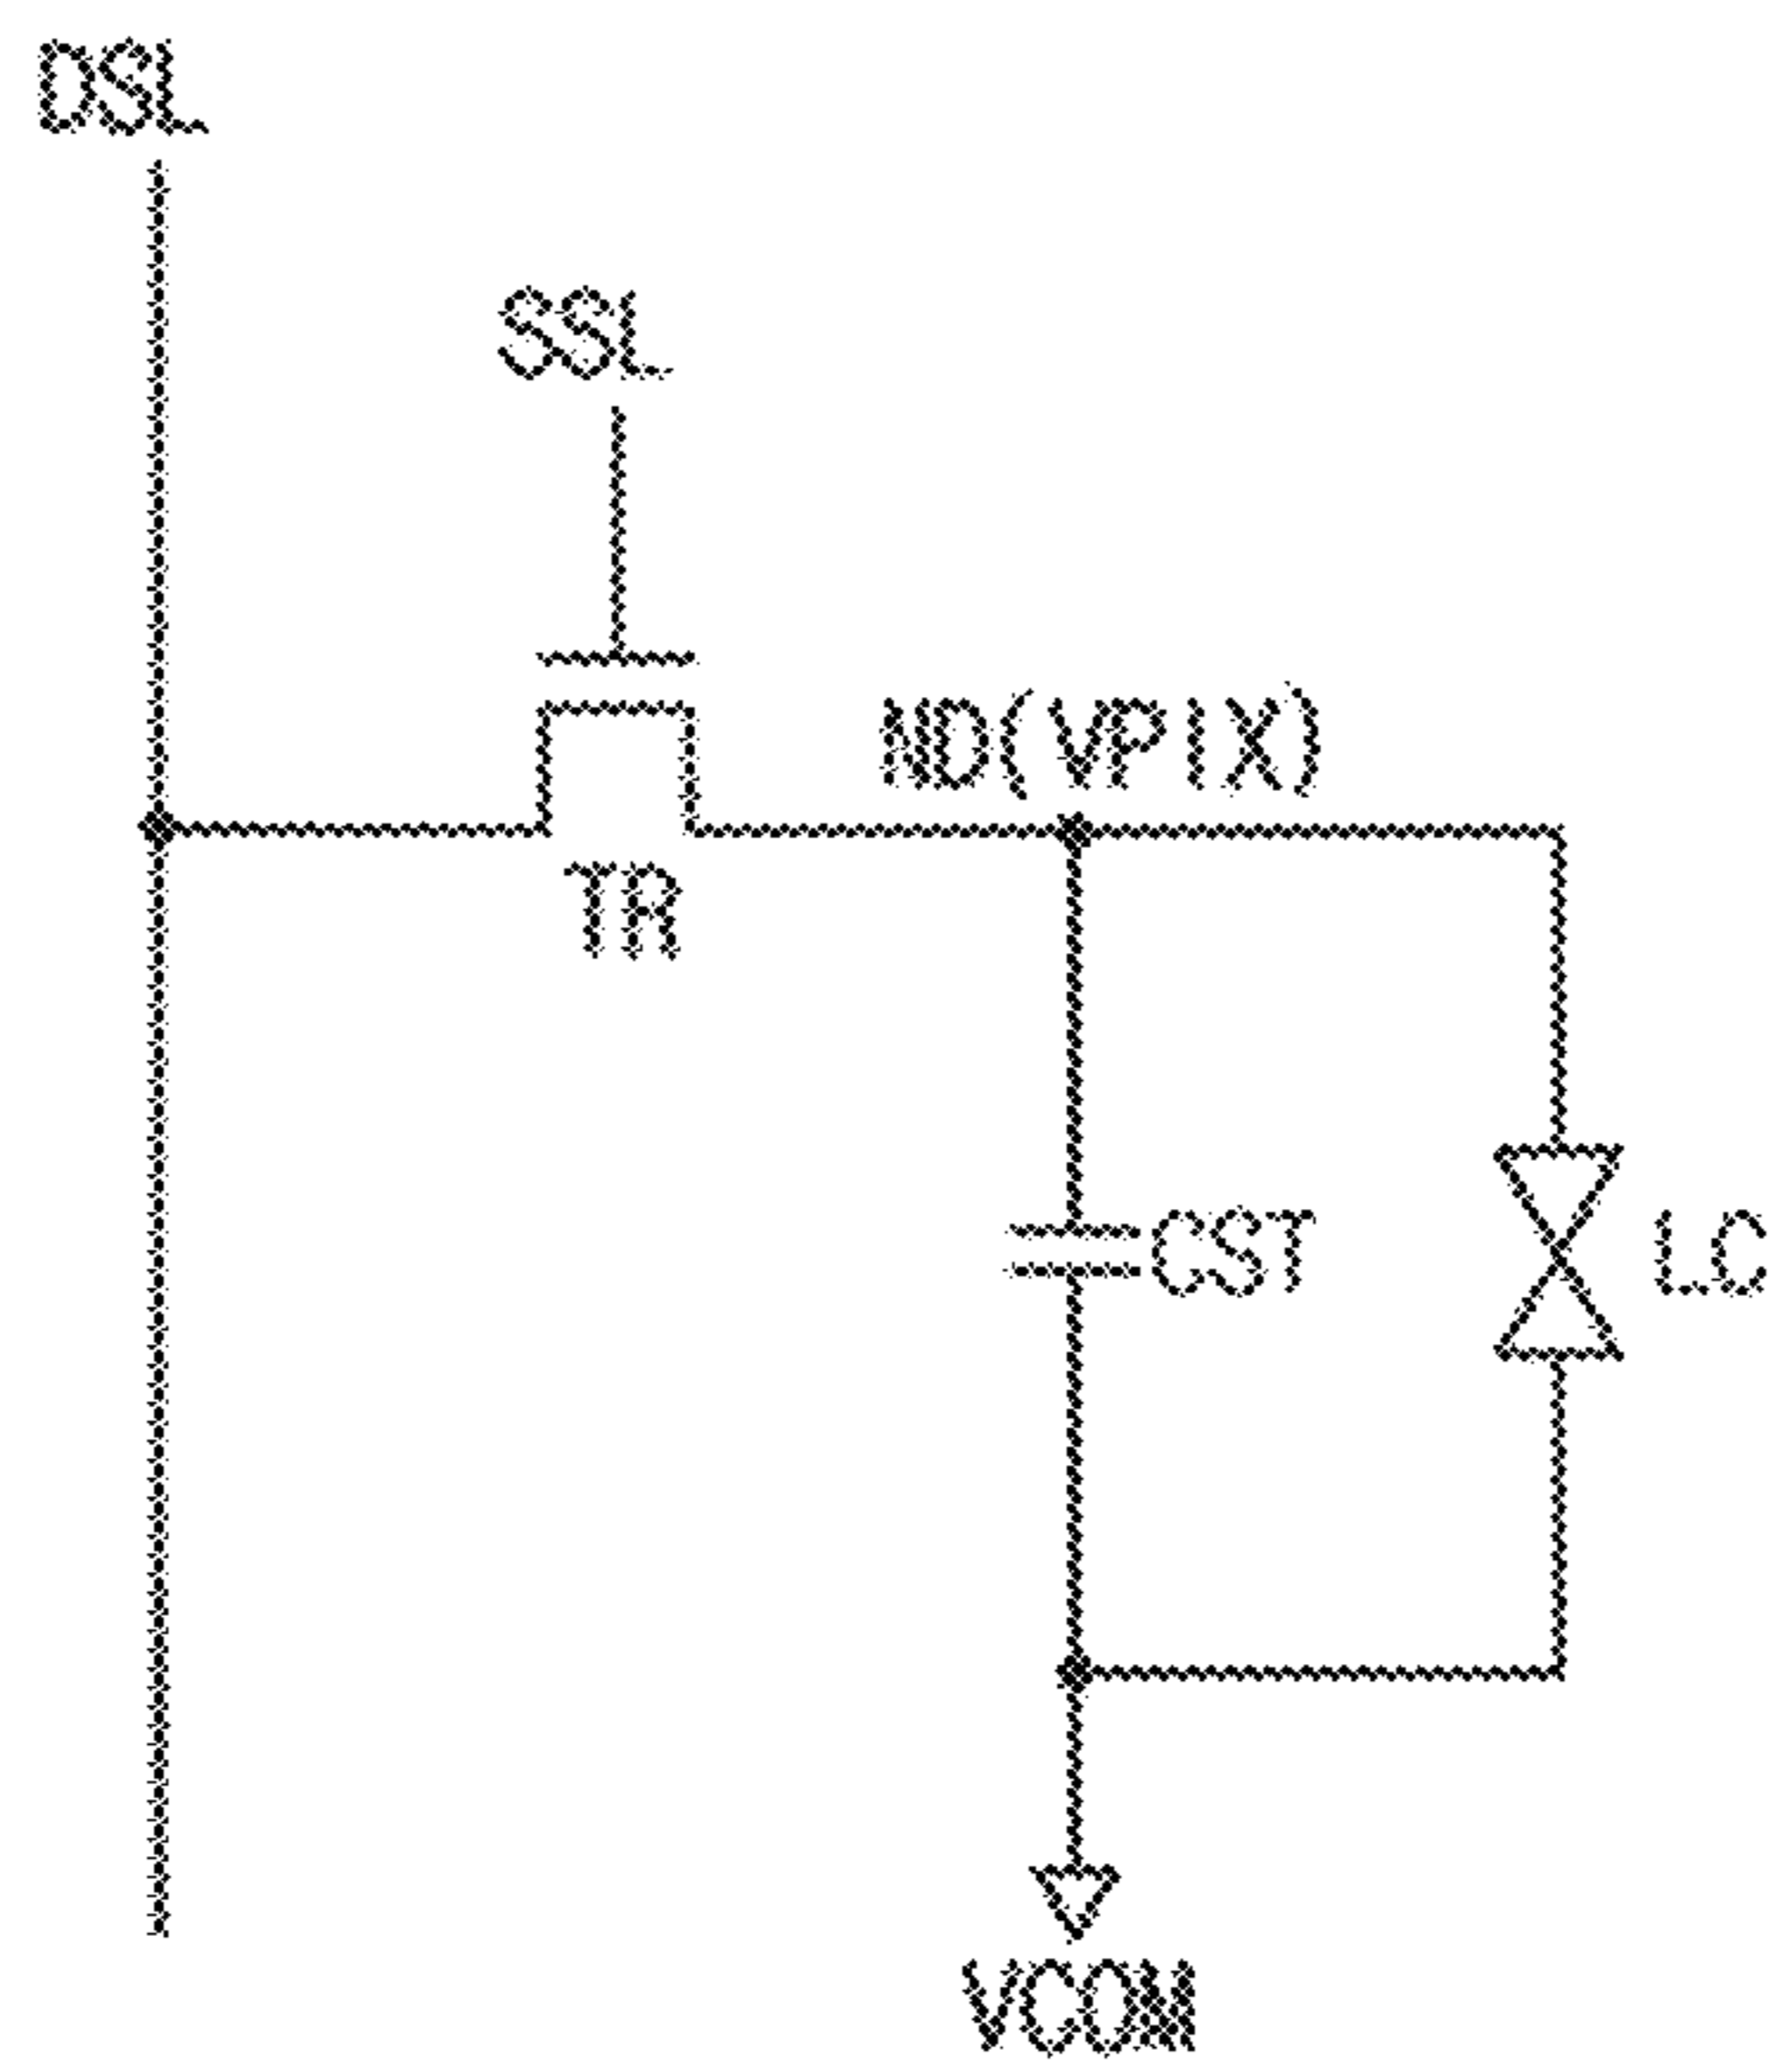 DSL
SSL
ND(VPIX)
TR
CST
LC
VCOM